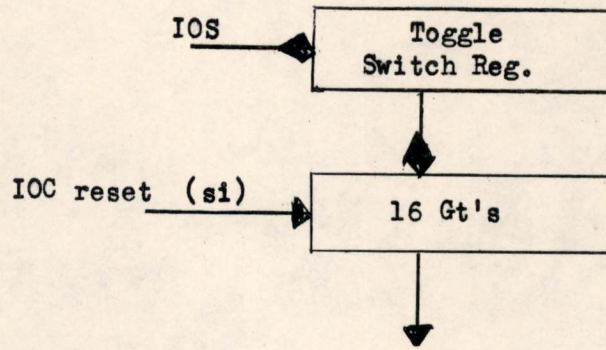 IOS
Toggle
Switch Reg.
IOC reset (si)
16 Gt's